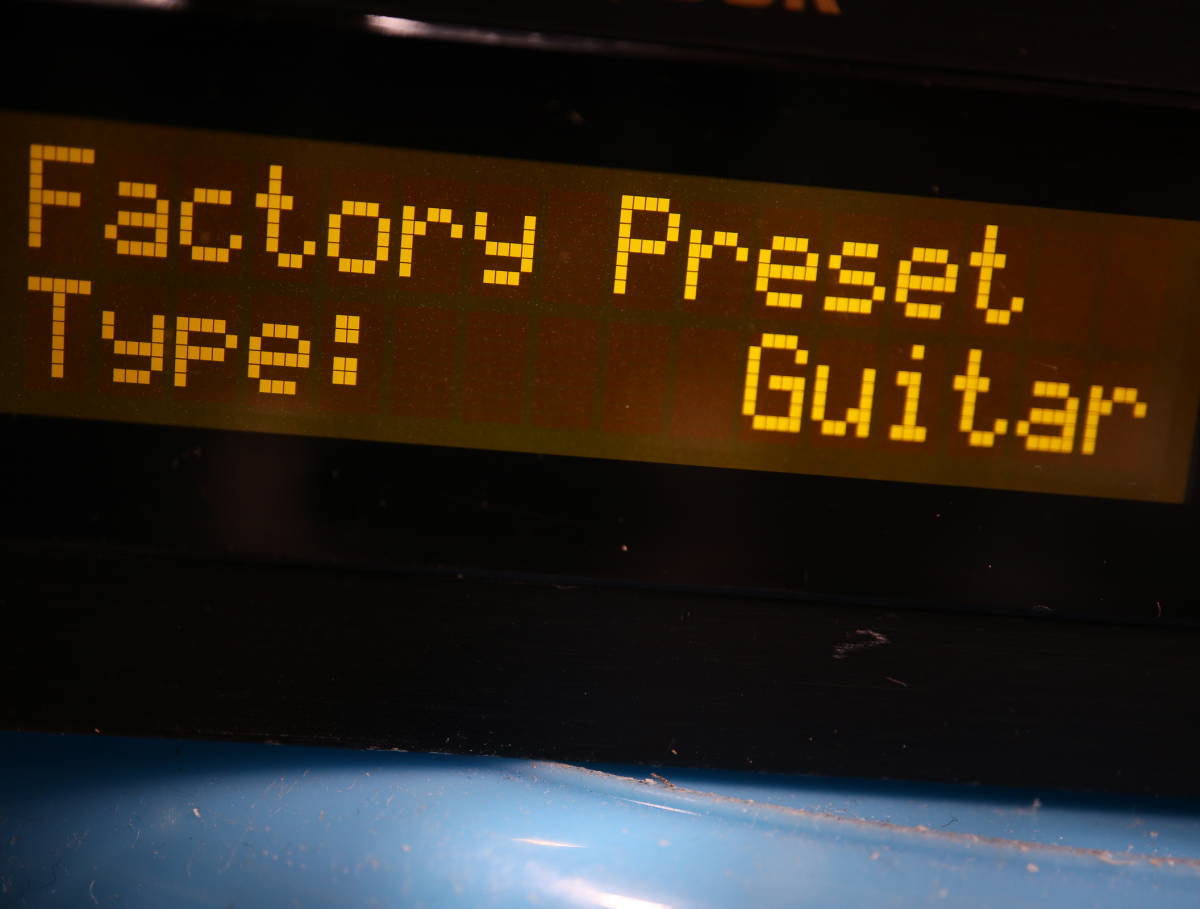 Factory Preset
Type: Guitar